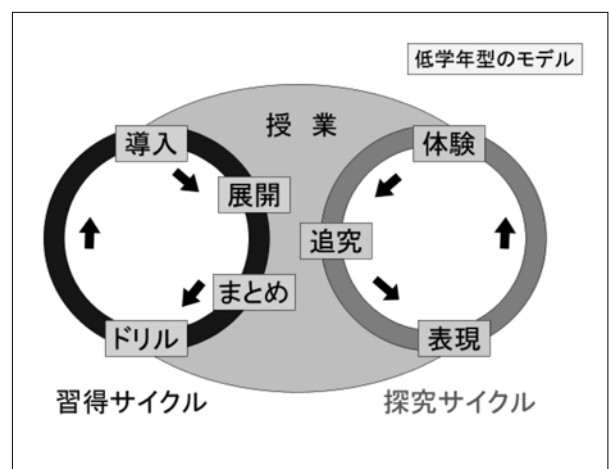 低学年型のモデル
授 業
導入
展開
まとめ
ドリル
体験
追究
表現
習得サイクル
探究サイクル